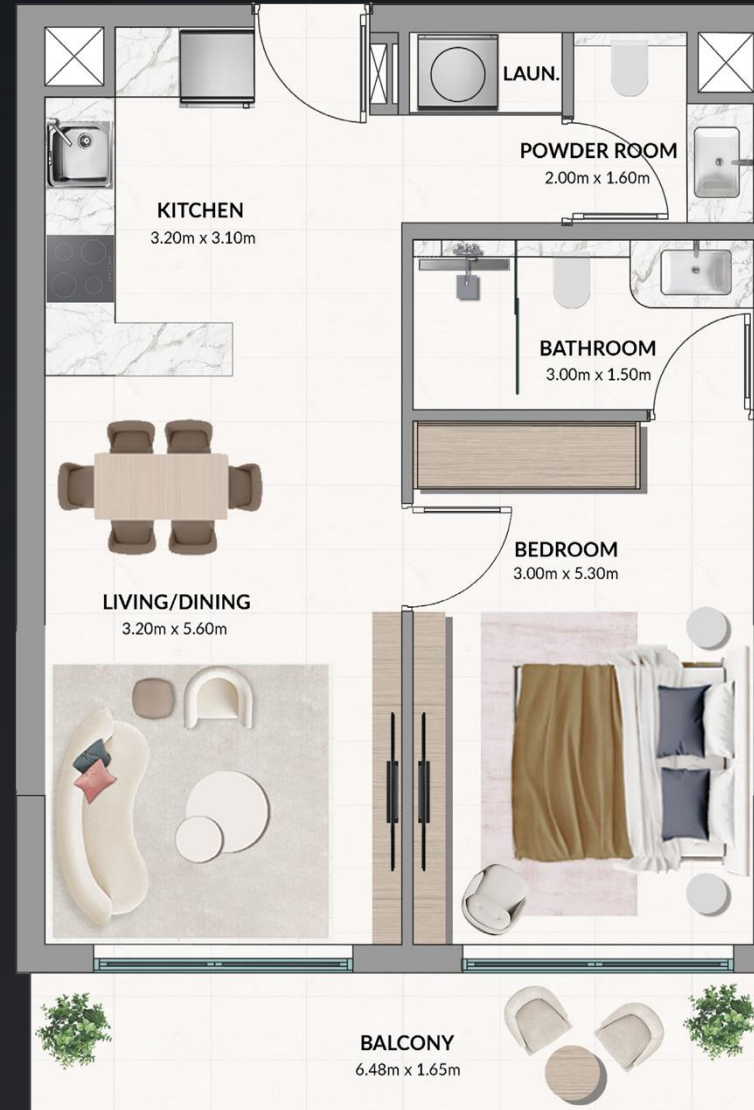 LAUN.
POWDER ROOM
2.00m x 1.60m
KITCHEN
3.20m x 3.10m
BATHROOM
3.00m x 1.50m
BEDROOM
3.00m x 5.30m
LIVING/DINING
3.20m x 5.60m
BALCONY
6.48m x 1.65m